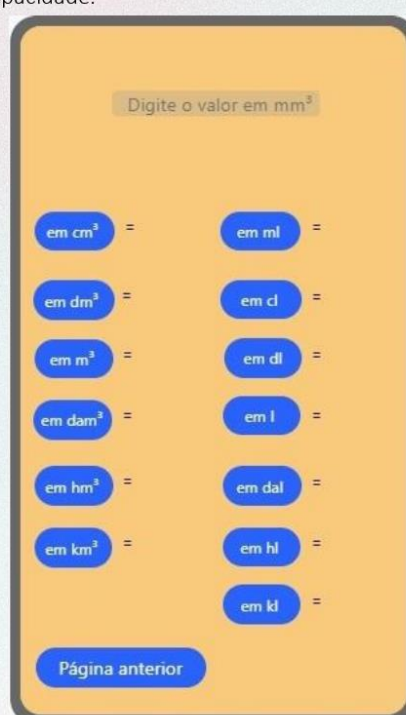 Digite o valor em mm³
em cm³ = em ml =
em dm³ = em cl =
em m³ = em dl =
em dam³ = em l =
em hm³ = em dal =
em km³ = em hl =
em kl =
Página anterior